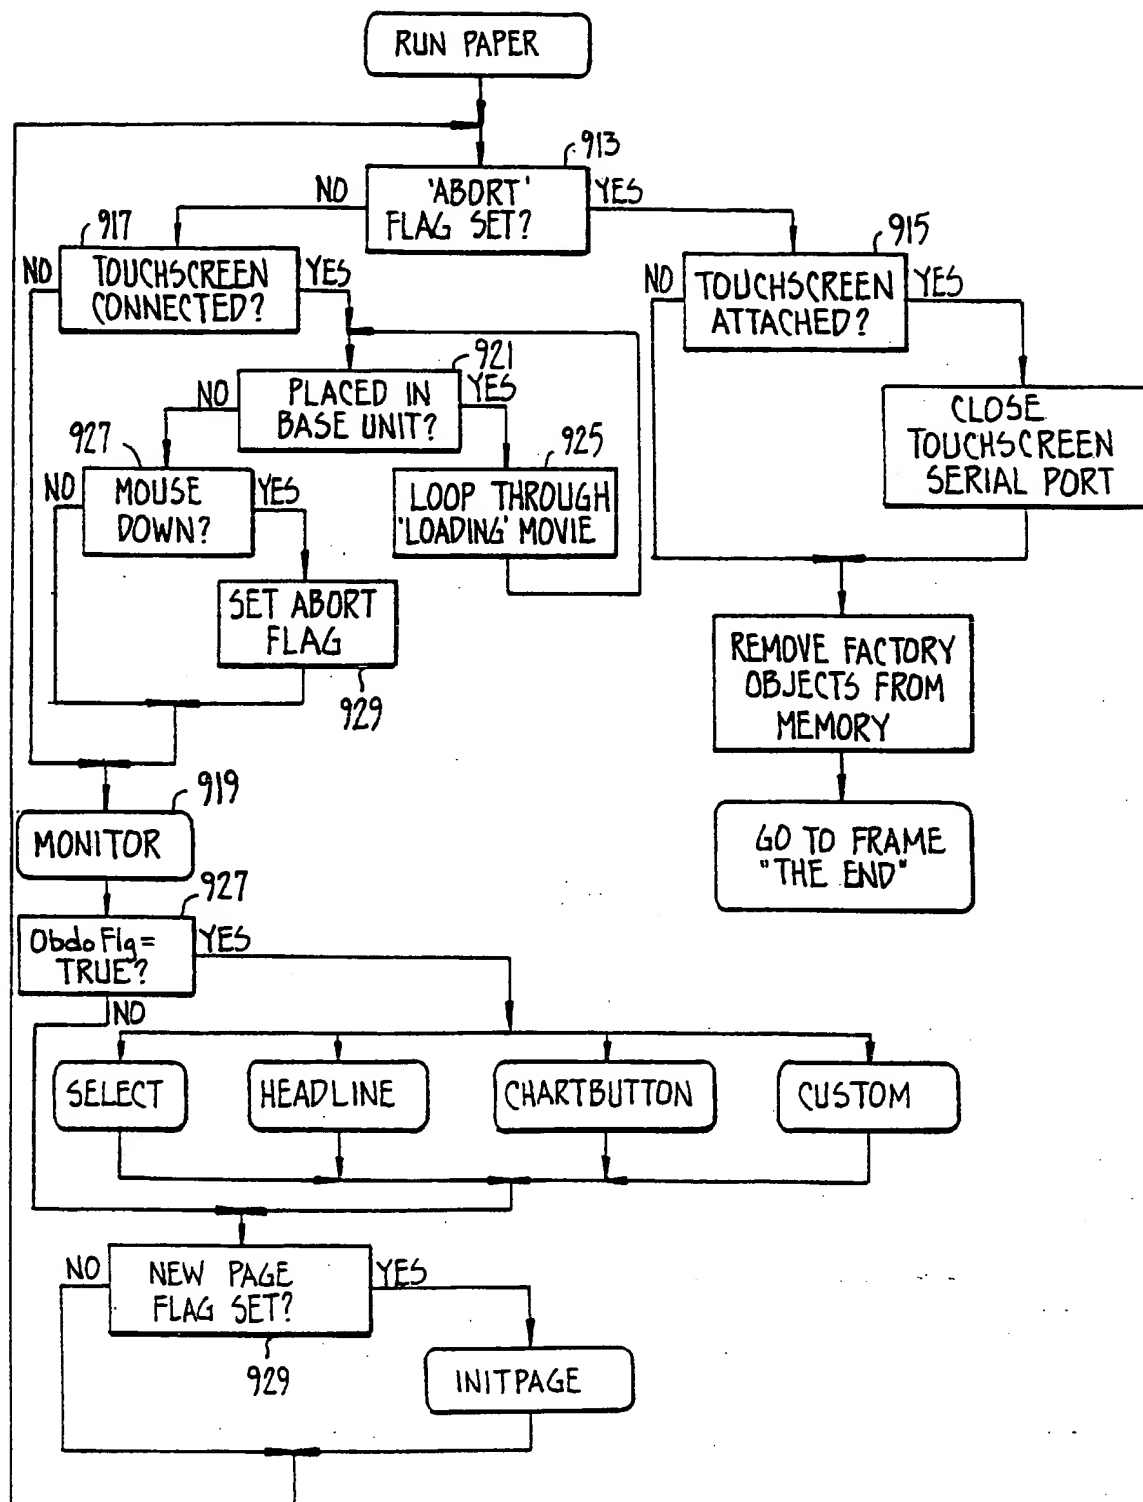 RUN PAPER
913
NO
'ABORT'
FLAG SET?
YES
917
NO
TOUCHSCREEN
CONNECTED?
YES
915
NO
TOUCHSCREEN
ATTACHED?
YES
921
NO
PLACED IN
BASE UNIT?
YES
CLOSE
TOUCHSCREEN
SERIAL PORT
927
NO
MOUSE
DOWN?
YES
925
LOOP THROUGH
'LOADING' MOVIE
SET ABORT
FLAG
929
REMOVE FACTORY
OBJECTS FROM
MEMORY
919
MONITOR
GO TO FRAME
"THE END"
927
ObdoFlg=
TRUE?
YES
NO
SELECT
HEADLINE
CHARTBUTTON
CUSTOM
NO
NEW PAGE
FLAG SET?
YES
929
INITPAGE